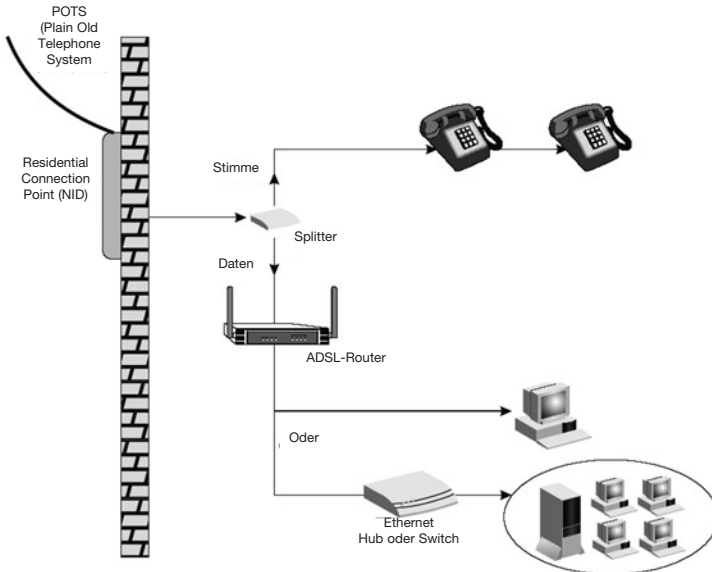 POTS
(Plain Old
Telephone
System
Residential
Connection
Point (NID)
Stimme
Splitter
Daten
ADSL-Router
Oder
Ethernet
Hub oder Switch